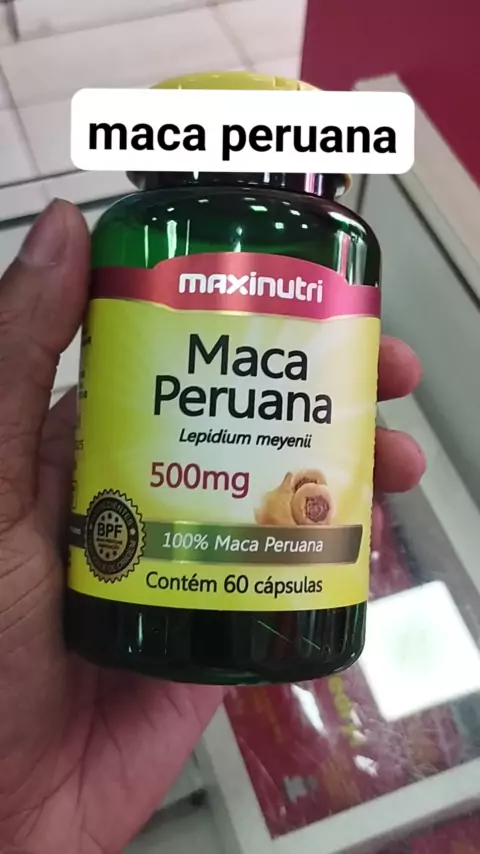 maca peruana
maxinutri
Maca
Peruana
Lepidium meyenii
500mg
BPF
100% Maca Peruana
Contém 60 cápsulas